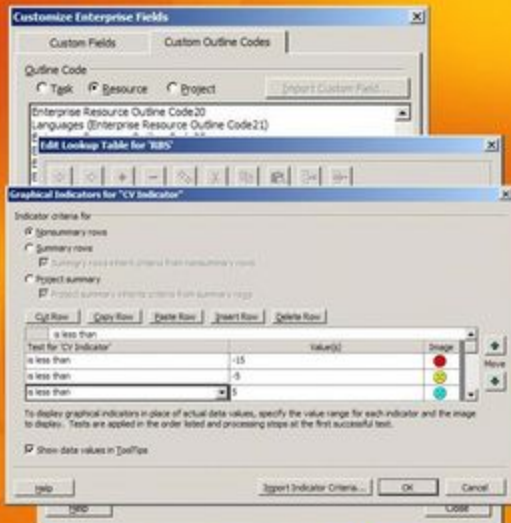 Customize Enterprise Fields
Custom Fields
Custom Outline Codes
Outline Code
Task Resource Project Import Custom Field...
Enterprise Resource Outline Code20
Languages (Enterprise Resource Outline Code21)
Edit Lookup Table for 'RBS'
Graphical Indicators for "CV Indicator"
Indicator criteria for
Nonsummary rows
Summary rows
Summary rows inherit criteria from nonsummary rows
Project summary
Project summary inherits criteria from summary rows
Cut Row Copy Row Paste Row Insert Row Delete Row
is less than
Test for 'CV Indicator' Value(s) Image
is less than -15
Move
is less than -5
is less than 5
To display graphical indicators in place of actual data values, specify the value range for each indicator and the image
to display. Tests are applied in the order listed and processing stops at the first successful test.
Show data values in ToolTips
Help Import Indicator Criteria... OK Cancel
Help Close